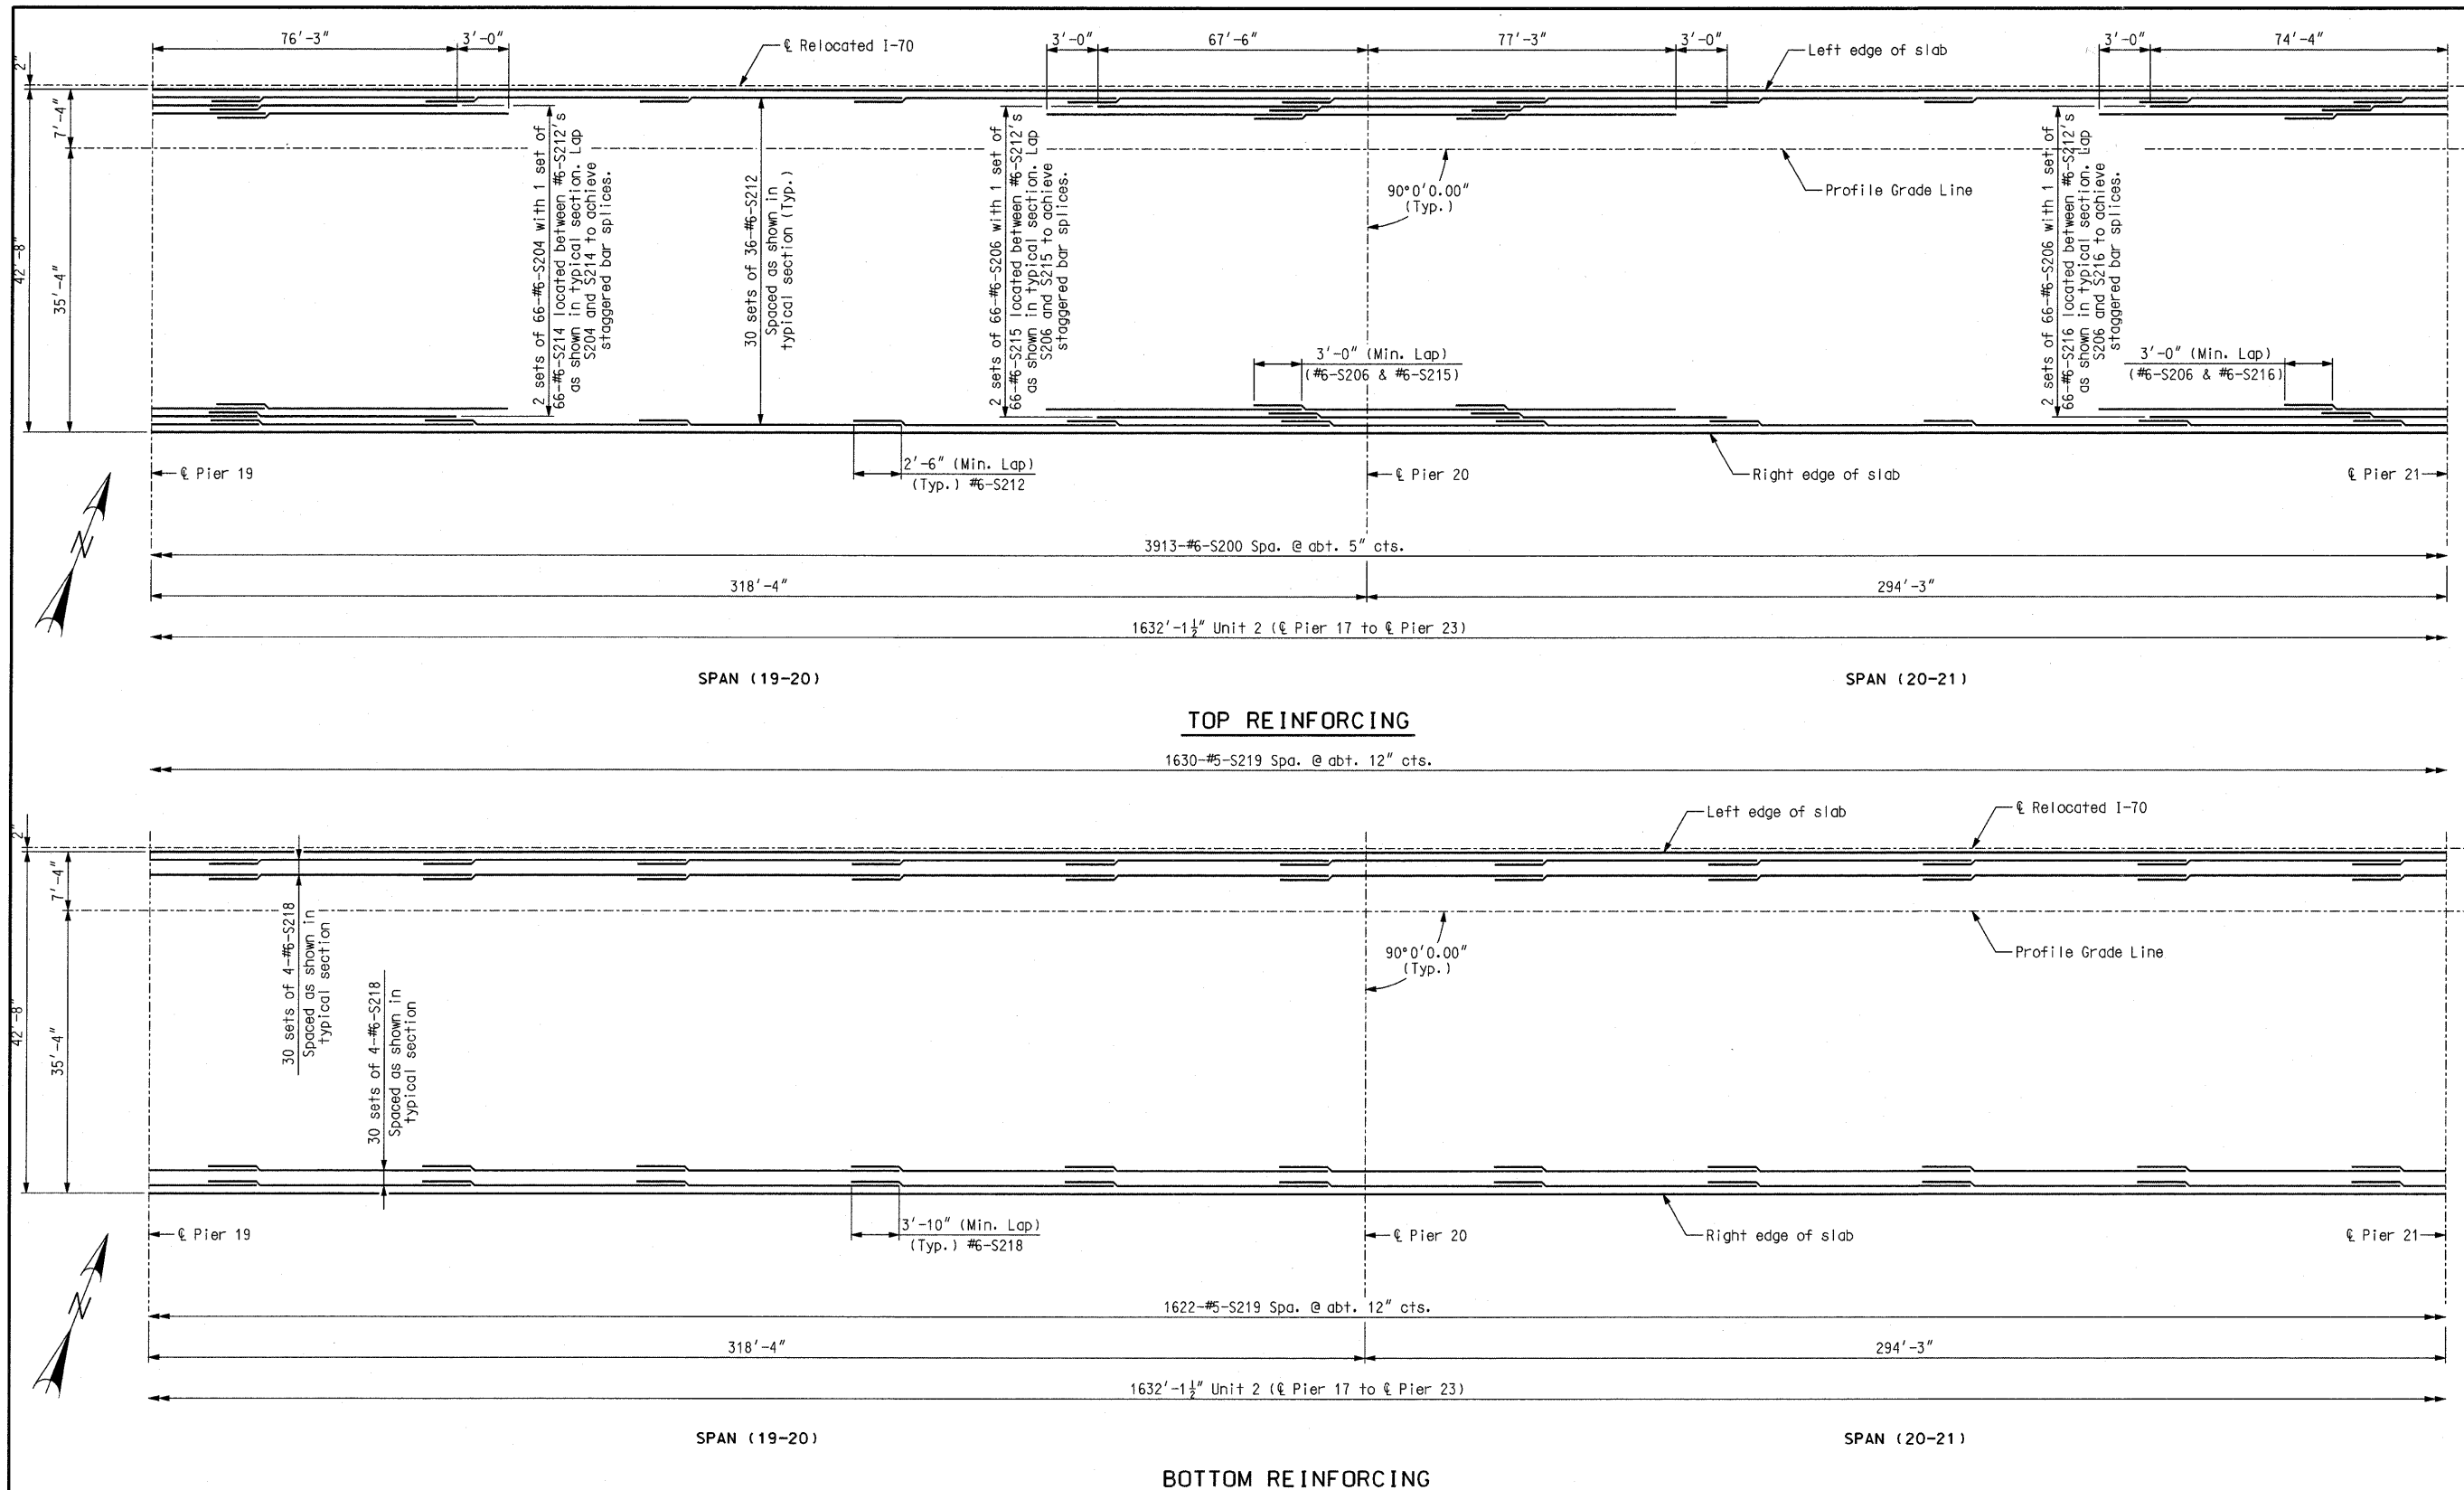 76'-3"
3'-0"
℄ Relocated I-70
3'-0"
67'-6"
77'-3"
3'-0"
Left edge of slab
3'-0"
74'-4"
2"
7'-4"
42'-8"
35'-4"
2 sets of 66-#6-S204 with 1 set of
66-#6-S214 located between #6-S212's
as shown in typical section. Lap
S204 and S214 to achieve
staggered bar splices.
30 sets of 36-#6-S212
Spaced as shown in
typical section (Typ.)
2 sets of 66-#6-S206 with 1 set of
66-#6-S215 located between #6-S212's
as shown in typical section. Lap
S206 and S215 to achieve
staggered bar splices.
90°0'0.00"
(Typ.)
Profile Grade Line
2 sets of 66-#6-S206 with 1 set of
66-#6-S216 located between #6-S212's
as shown in typical section. Lap
S206 and S216 to achieve
staggered bar splices.
3'-0" (Min. Lap)
(#6-S206 & #6-S215)
3'-0" (Min. Lap)
(#6-S206 & #6-S216)
℄ Pier 19
2'-6" (Min. Lap)
(Typ.) #6-S212
℄ Pier 20
Right edge of slab
℄ Pier 21
N
3913-#6-S200 Spa. @ abt. 5" cts.
318'-4"
294'-3"
1632'-1½" Unit 2 (℄ Pier 17 to ℄ Pier 23)
SPAN (19-20)
SPAN (20-21)
TOP REINFORCING
1630-#5-S219 Spa. @ abt. 12" cts.
Left edge of slab
℄ Relocated I-70
2"
7'-4"
42'-8"
35'-4"
30 sets of 4-#6-S218
Spaced as shown in
typical section
30 sets of 4-#6-S218
Spaced as shown in
typical section
90°0'0.00"
(Typ.)
Profile Grade Line
℄ Pier 19
3'-10" (Min. Lap)
(Typ.) #6-S218
℄ Pier 20
Right edge of slab
℄ Pier 21
N
1622-#5-S219 Spa. @ abt. 12" cts.
318'-4"
294'-3"
1632'-1½" Unit 2 (℄ Pier 17 to ℄ Pier 23)
SPAN (19-20)
SPAN (20-21)
BOTTOM REINFORCING